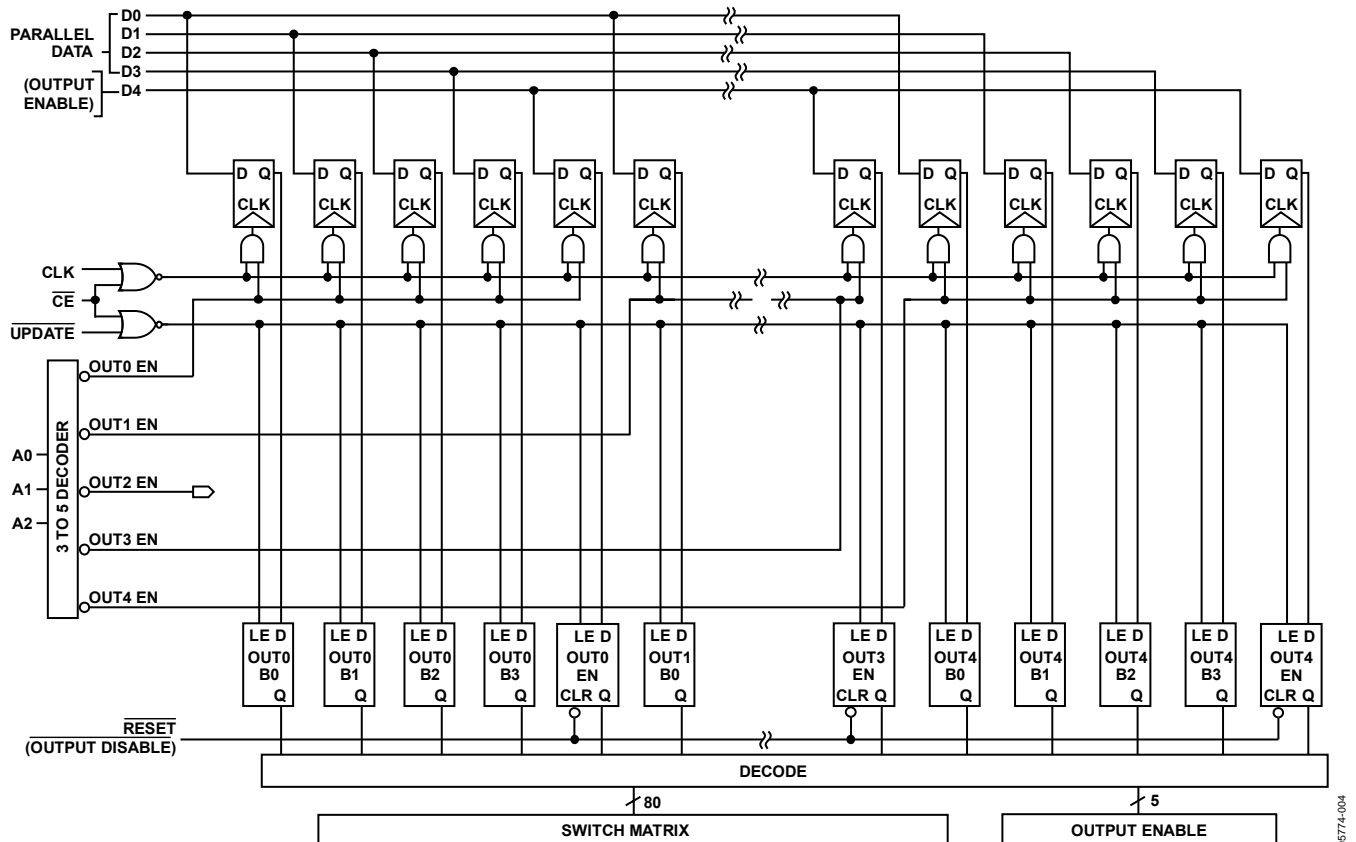 PARALLEL
DATA
D0
D1
D2
D3
(OUTPUT
ENABLE)
D4
D Q
CLK
D Q
CLK
D Q
CLK
D Q
CLK
D Q
CLK
D Q
CLK
D Q
CLK
D Q
CLK
D Q
CLK
D Q
CLK
D Q
CLK
D Q
CLK
CLK
CE
UPDATE
3 TO 5 DECODER
A0
A1
A2
OUT0 EN
OUT1 EN
OUT2 EN
OUT3 EN
OUT4 EN
LE D
OUT0
B0
Q
LE D
OUT0
B1
Q
LE D
OUT0
B2
Q
LE D
OUT0
B3
Q
LE D
OUT0
EN
CLR Q
LE D
OUT1
B0
Q
LE D
OUT3
EN
CLR Q
LE D
OUT4
B0
Q
LE D
OUT4
B1
Q
LE D
OUT4
B2
Q
LE D
OUT4
B3
Q
LE D
OUT4
EN
CLR Q
RESET
(OUTPUT DISABLE)
DECODE
80
5
SWITCH MATRIX
OUTPUT ENABLE